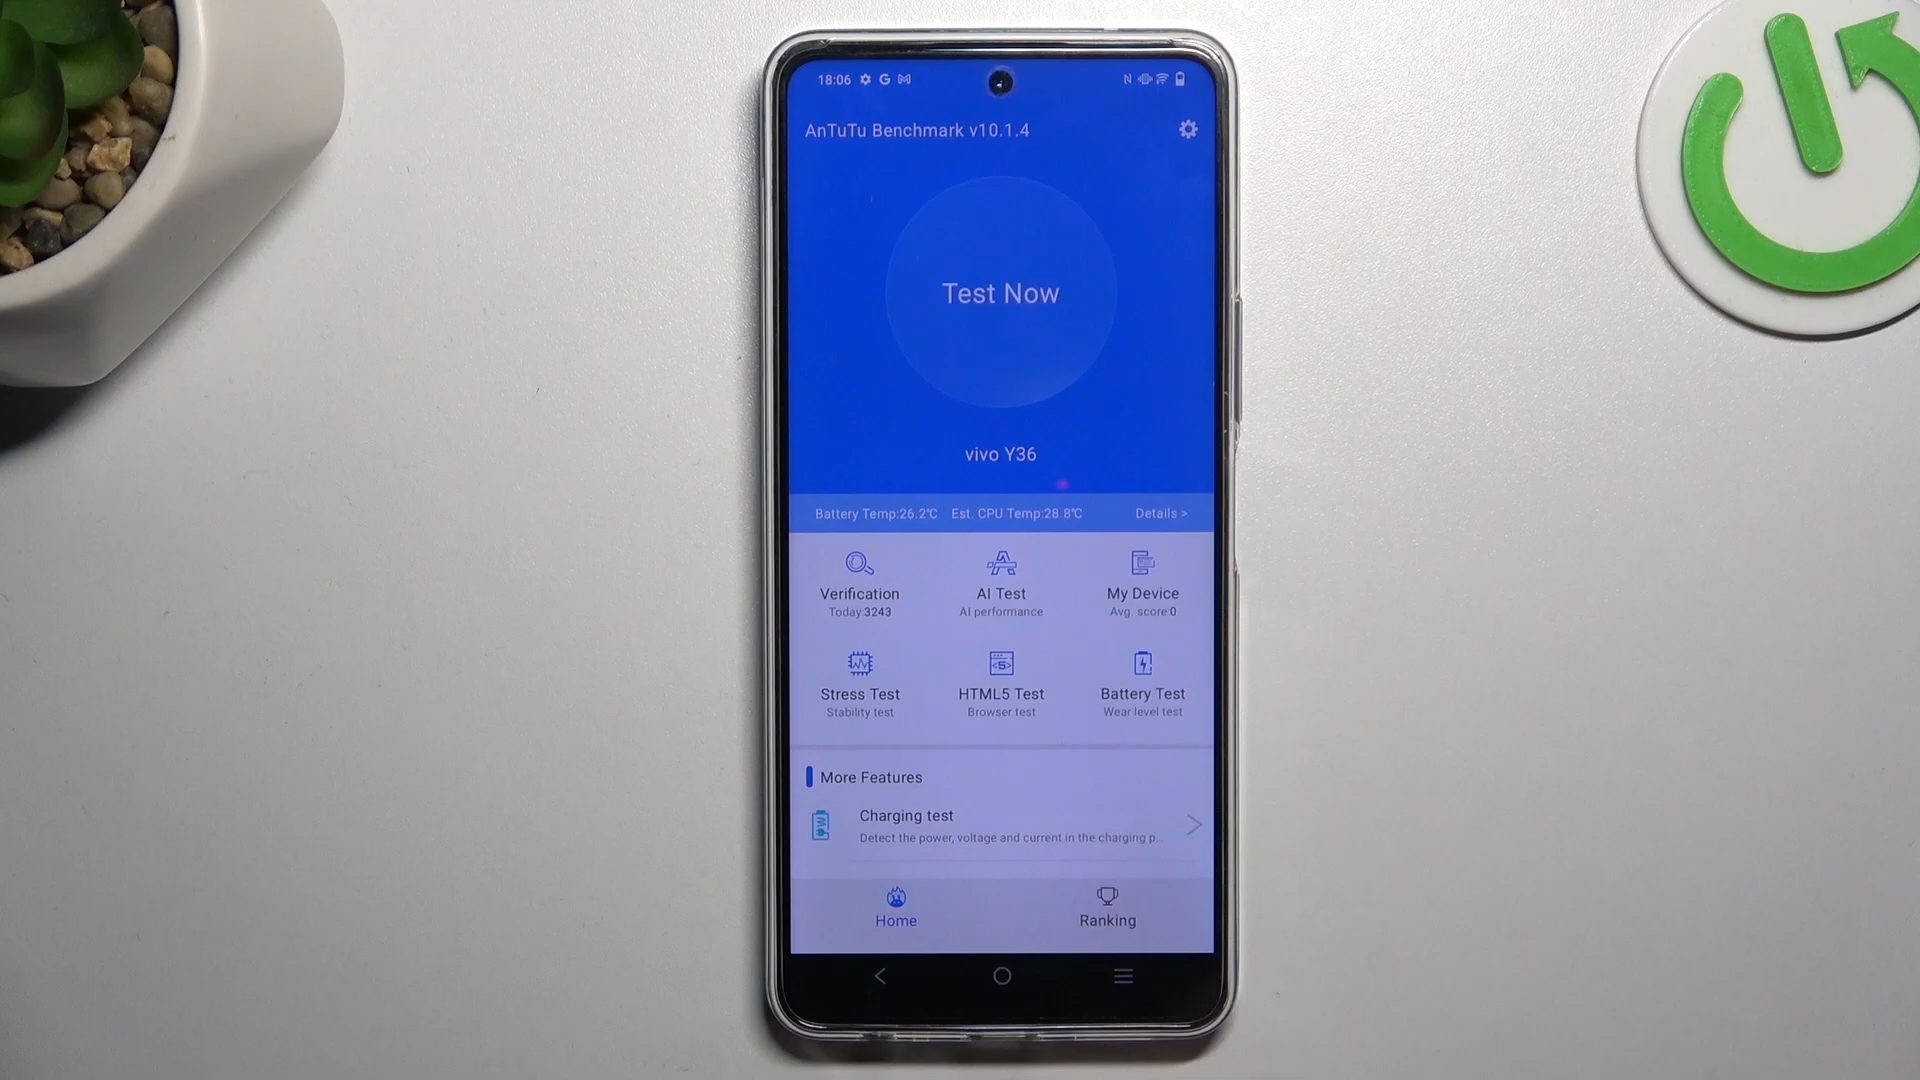 18:06
AnTuTu Benchmark v10.1.4
Test Now
vivo Y36
Battery Temp:26.2℃ Est. CPU Temp:28.8℃ Details >
Verification AI Test My Device
Today:3243 AI performance Avg. score:0
Stress Test HTML5 Test Battery Test
Stability test Browser test Wear level test
More Features
Charging test
Detect the power, voltage and current in the charging p...
Home Ranking